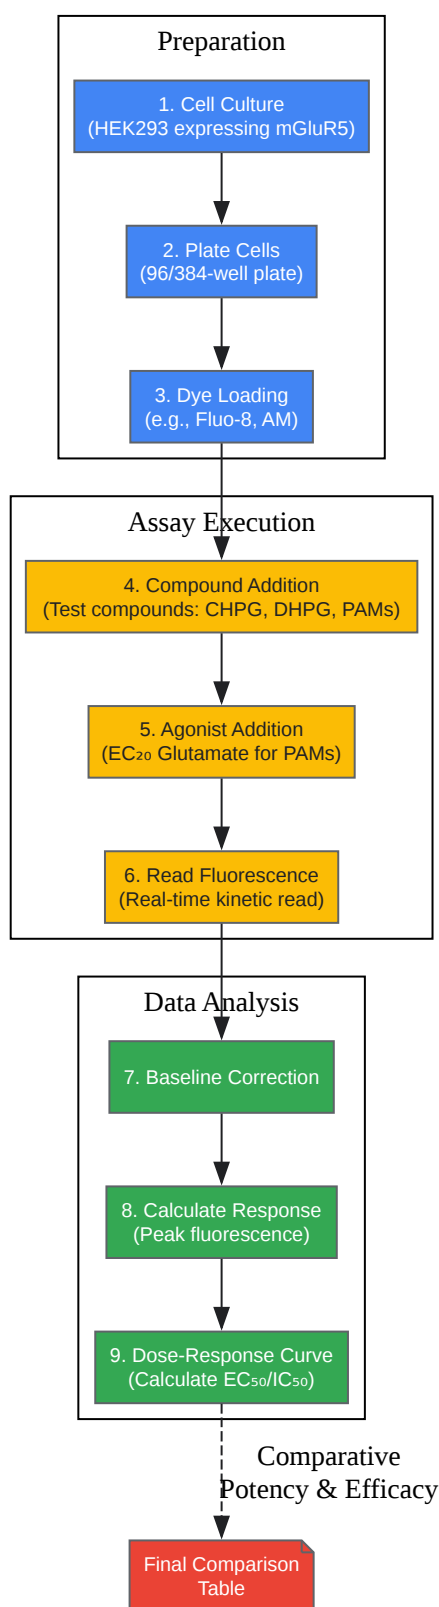 Preparation
1. Cell Culture
(HEK293 expressing mGluR5)
2. Plate Cells
(96/384-well plate)
3. Dye Loading
(e.g., Fluo-8, AM)
Assay Execution
4. Compound Addition
(Test compounds: CHPG, DHPG, PAMs)
5. Agonist Addition
(EC₂₀ Glutamate for PAMs)
6. Read Fluorescence
(Real-time kinetic read)
Data Analysis
7. Baseline Correction
8. Calculate Response
(Peak fluorescence)
9. Dose-Response Curve
(Calculate EC₅₀/IC₅₀)
Comparative
Potency & Efficacy
Final Comparison
Table